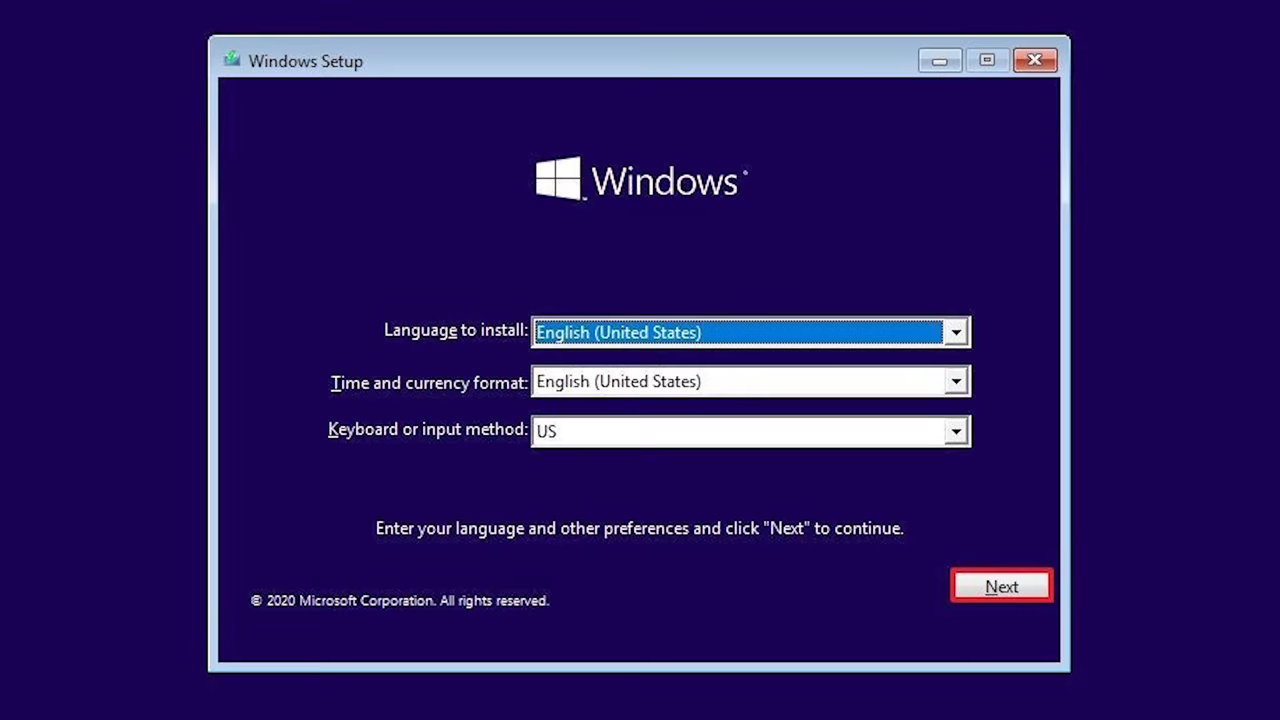 Windows Setup
Windows
Language to install: English (United States)
Time and currency format: English (United States)
Keyboard or input method: US
Enter your language and other preferences and click "Next" to continue.
Next
© 2020 Microsoft Corporation. All rights reserved.